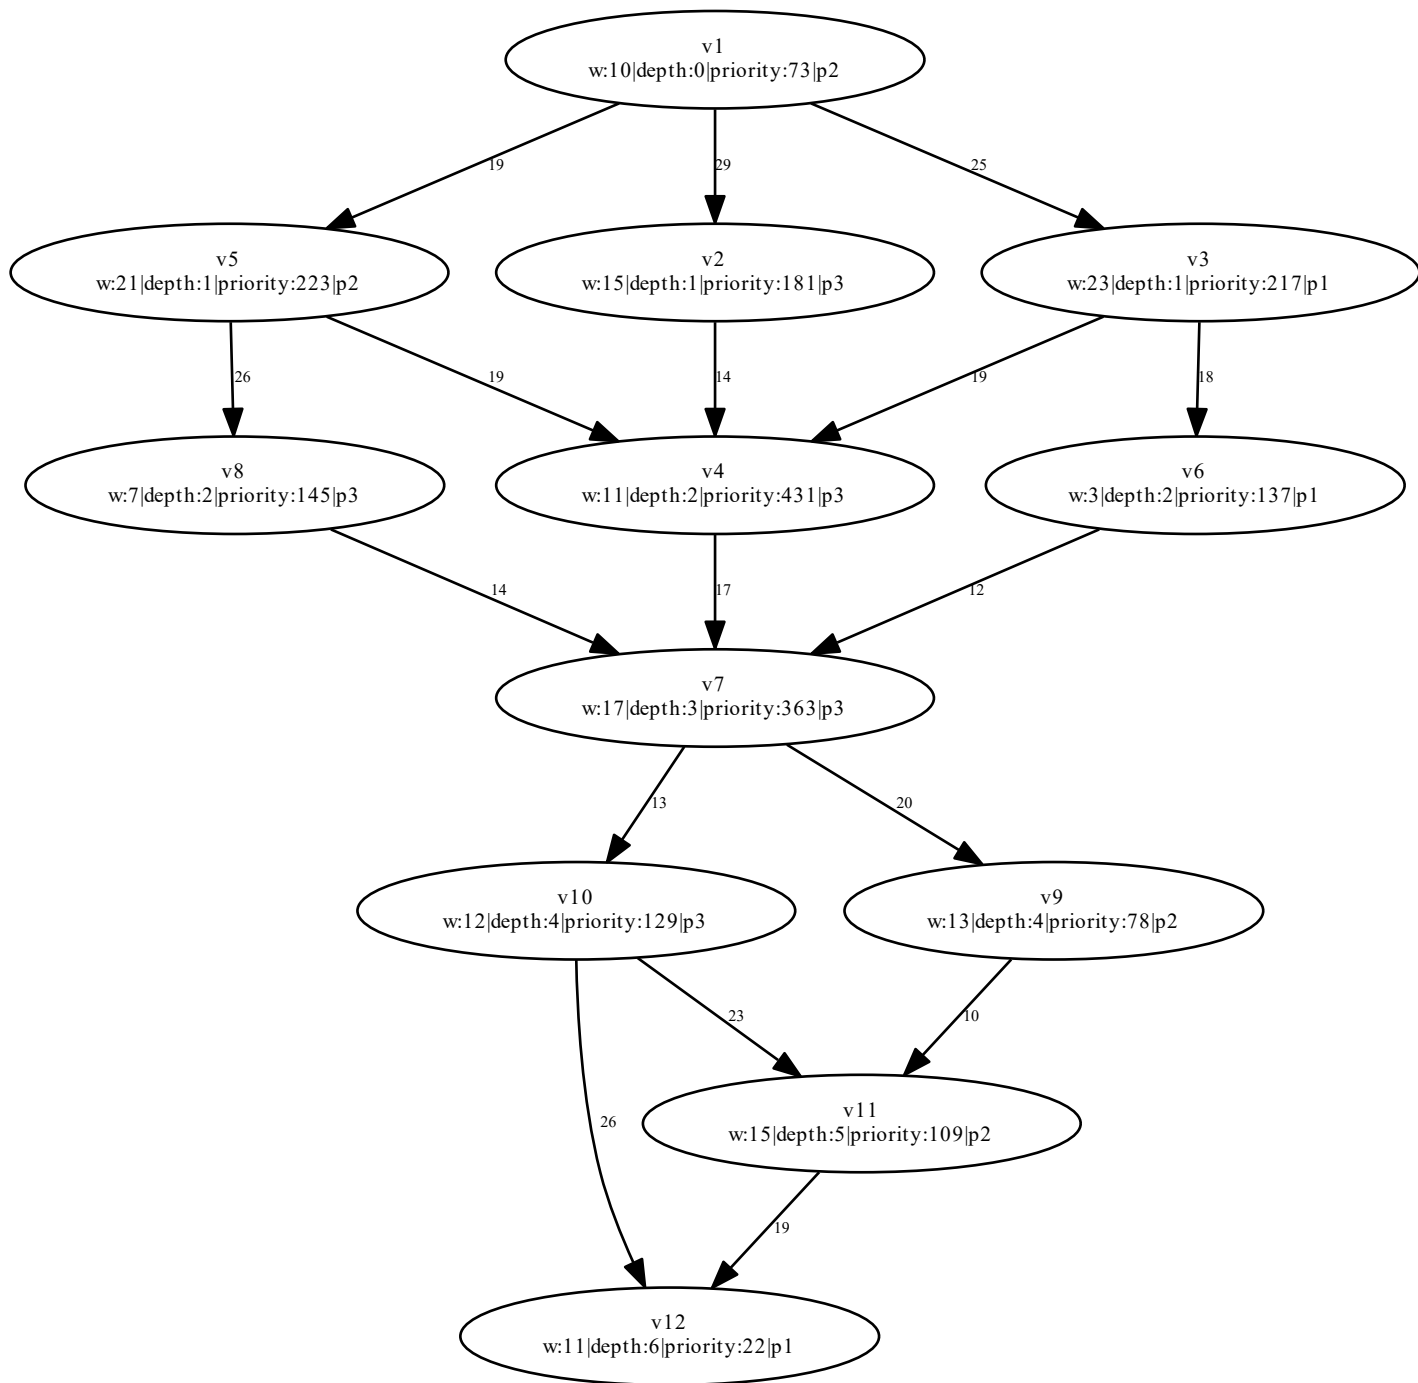 v1
w:10|depth:0|priority:73|p2
19
29
25
v5
w:21|depth:1|priority:223|p2
v2
w:15|depth:1|priority:181|p3
v3
w:23|depth:1|priority:217|p1
26
19
14
19
18
v8
w:7|depth:2|priority:145|p3
v4
w:11|depth:2|priority:431|p3
v6
w:3|depth:2|priority:137|p1
14
17
12
v7
w:17|depth:3|priority:363|p3
13
20
v10
w:12|depth:4|priority:129|p3
v9
w:13|depth:4|priority:78|p2
23
10
v11
w:15|depth:5|priority:109|p2
26
19
v12
w:11|depth:6|priority:22|p1